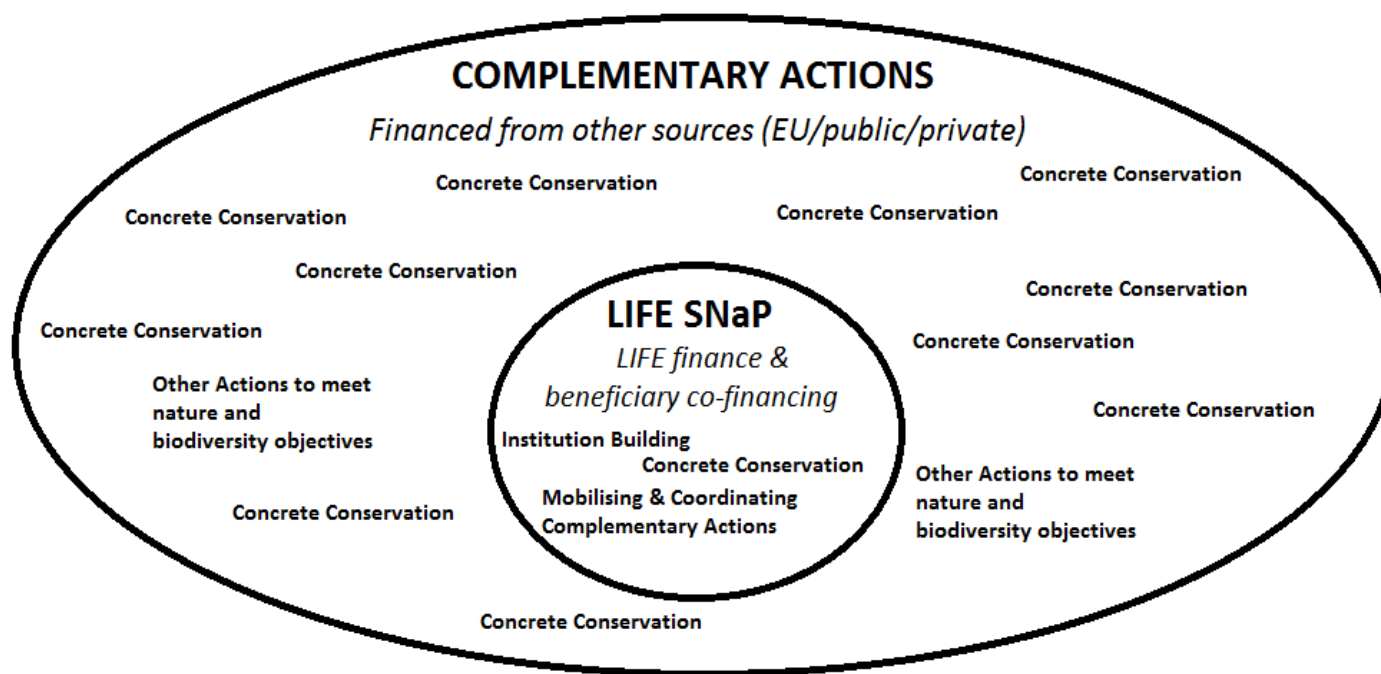 COMPLEMENTARY ACTIONS
Financed from other sources (EU/public/private)
Concrete Conservation
Concrete Conservation
Concrete Conservation
Concrete Conservation
Concrete Conservation
Concrete Conservation
Concrete Conservation
Concrete Conservation
Other Actions to meet
nature and
biodiversity objectives
Concrete Conservation
LIFE SNaP
LIFE finance &
beneficiary co-financing
Institution Building
Concrete Conservation
Mobilising & Coordinating
Complementary Actions
Concrete Conservation
Other Actions to meet
nature and
biodiversity objectives
Concrete Conservation